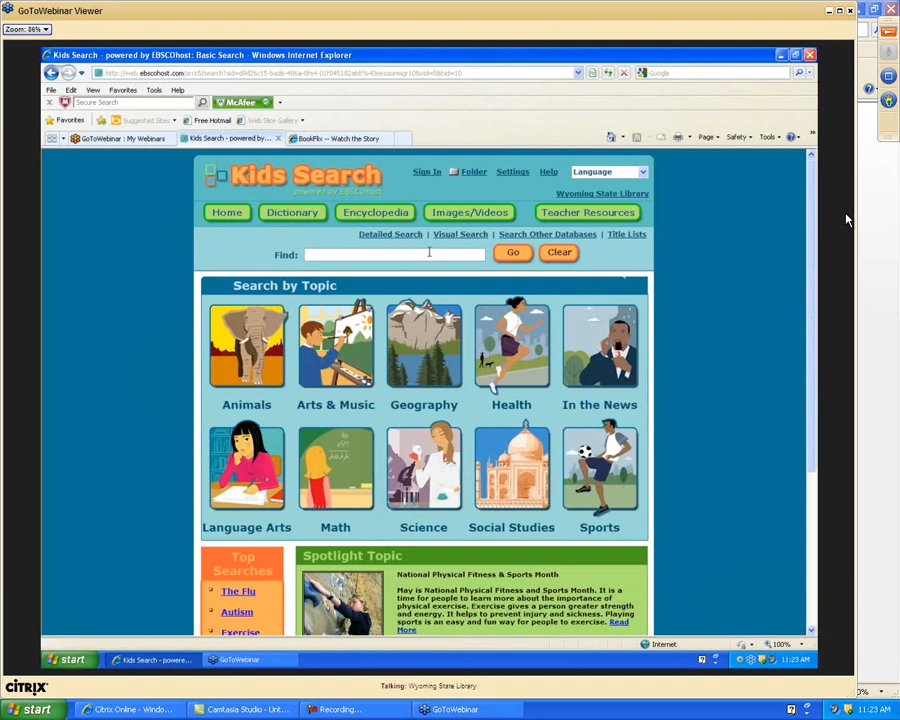 GoToWebinar Viewer
Zoom: 86%
Kids Search - powered by EBSCOhost: Basic Search - Windows Internet Explorer
Google
File Edit View Favorites Tools Help
Secure Search McAfee
Favorites Suggested Sites Free Hotmail Web Slice Gallery
GoToWebinar : My Webinars Kids Search - powered by... BookFlix -- Watch the Story Page Safety Tools
Kids Search
powered by EBSCOhost
Sign In Folder Settings Help Language
Wyoming State Library
Home Dictionary Encyclopedia Images/Videos Teacher Resources
Detailed Search | Visual Search | Search Other Databases | Title Lists
Find: Go Clear
Search by Topic
Animals Arts & Music Geography Health In the News
Language Arts Math Science Social Studies Sports
Top Searches
The Flu
Autism
Exercise
Spotlight Topic
National Physical Fitness & Sports Month
May is National Physical Fitness and Sports Month. It is a
time for people to learn more about the importance of
physical exercise. Exercise gives a person greater strength
and energy. It helps to prevent injury and sickness. Playing
sports is an easy and fun way for people to exercise. Read
More
Internet 100%
start Kids Search - powere... GoToWebinar 11:23 AM
CITRIX Talking: Wyoming State Library
0%
start Citrix Online - Windo... Camtasia Studio - Unt... Recording... GoToWebinar 11:23 AM